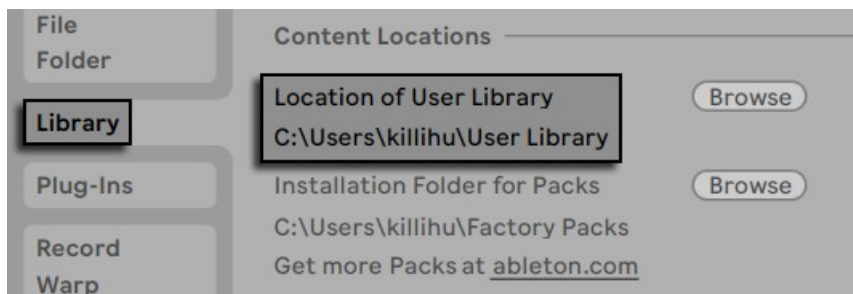 File
Folder
Library
Plug-Ins
Record
Warp
Content Locations
Location of User Library
Browse
C:\Users\killihu\User Library
Installation Folder for Packs
Browse
C:\Users\killihu\Factory Packs
Get more Packs at ableton.com